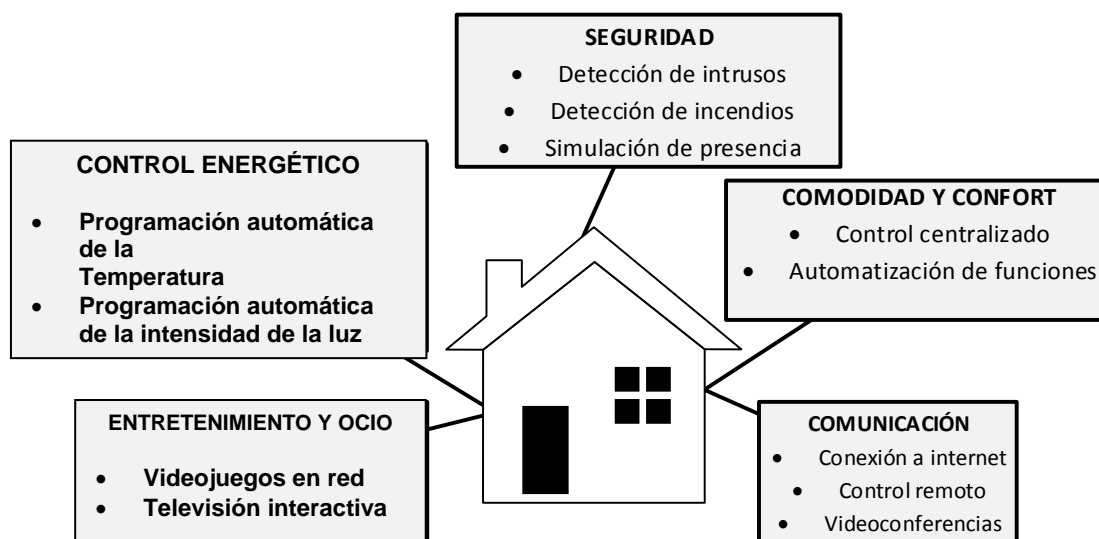 SEGURIDAD
• Detección de intrusos
• Detección de incendios
• Simulación de presencia
CONTROL ENERGÉTICO
• Programación automática
de la
Temperatura
• Programación automática
de la intensidad de la luz
COMODIDAD Y CONFORT
• Control centralizado
• Automatización de funciones
ENTRETENIMIENTO Y OCIO
• Videojuegos en red
• Televisión interactiva
COMUNICACIÓN
• Conexión a internet
• Control remoto
• Videoconferencias